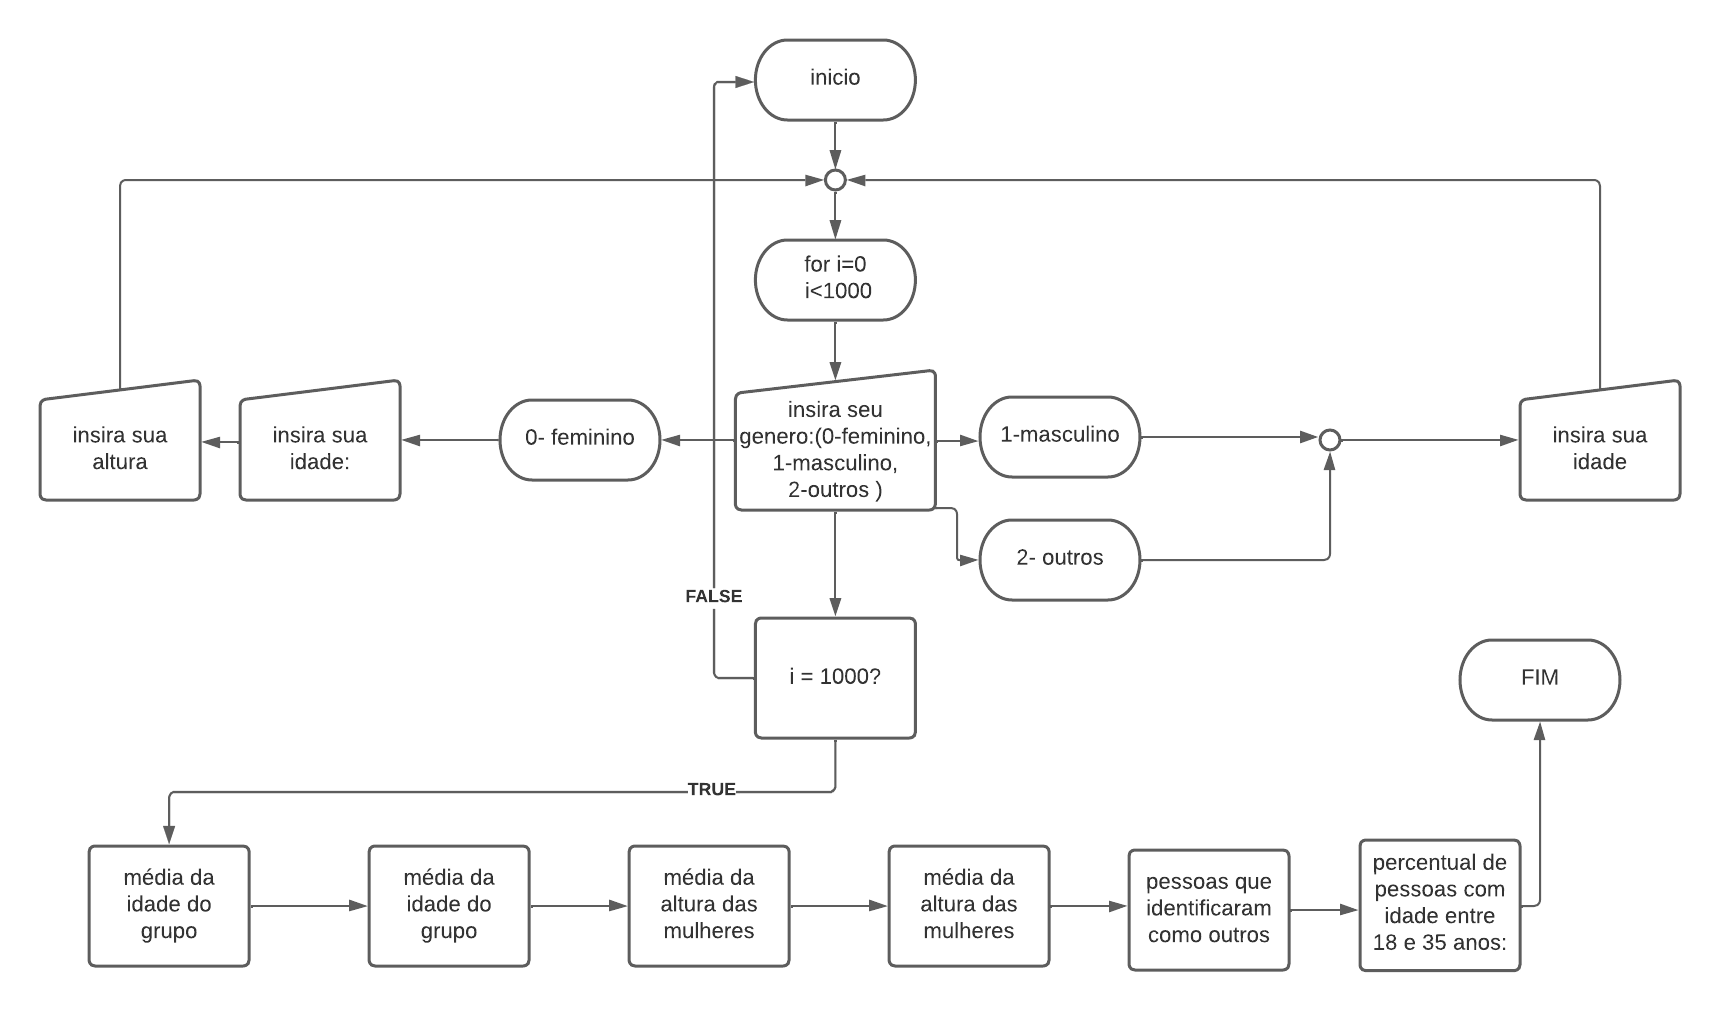 inicio
for i=0
i<1000
insira sua
altura
insira sua
idade:
0- feminino
insira seu
genero:(0-feminino,
1-masculino,
2-outros )
1-masculino
insira sua
idade
2- outros
FALSE
i = 1000?
FIM
TRUE
média da
idade do
grupo
média da
idade do
grupo
média da
altura das
mulheres
média da
altura das
mulheres
pessoas que
identificaram
como outros
percentual de
pessoas com
idade entre
18 e 35 anos: